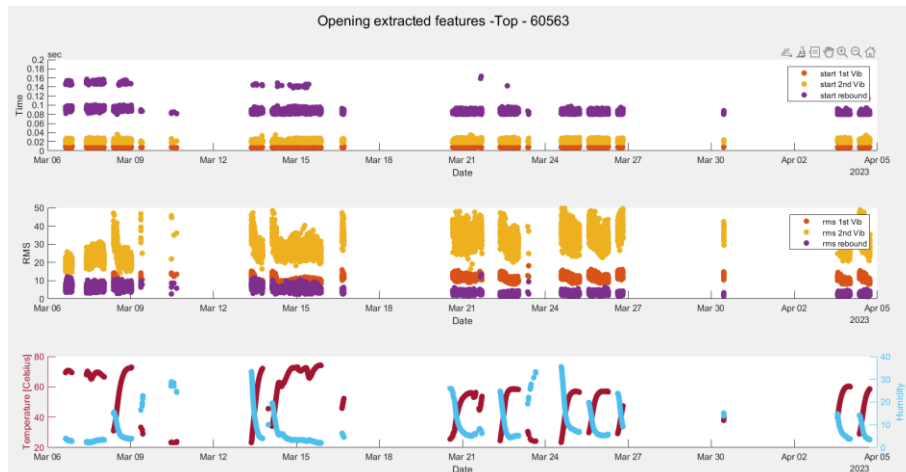 Opening extracted features -Top - 60563
sec
0.2
0.18
0.16
0.14
0.12
0.1
0.08
0.06
0.04
0.02
0
Time
start 1st Vib
start 2nd Vib
start rebound
Mar 06 Mar 09 Mar 12 Mar 15 Mar 18 Mar 21 Mar 24 Mar 27 Mar 30 Apr 02 Apr 05
Date
2023
50
40
30
20
10
0
RMS
rms 1st Vib
rms 2nd Vib
rms rebound
Mar 06 Mar 09 Mar 12 Mar 15 Mar 18 Mar 21 Mar 24 Mar 27 Mar 30 Apr 02 Apr 05
Date
2023
80
60
40
20
Temperature [Celsius]
40
30
20
10
0
Humidity
Mar 06 Mar 09 Mar 12 Mar 15 Mar 18 Mar 21 Mar 24 Mar 27 Mar 30 Apr 02 Apr 05
Date
2023